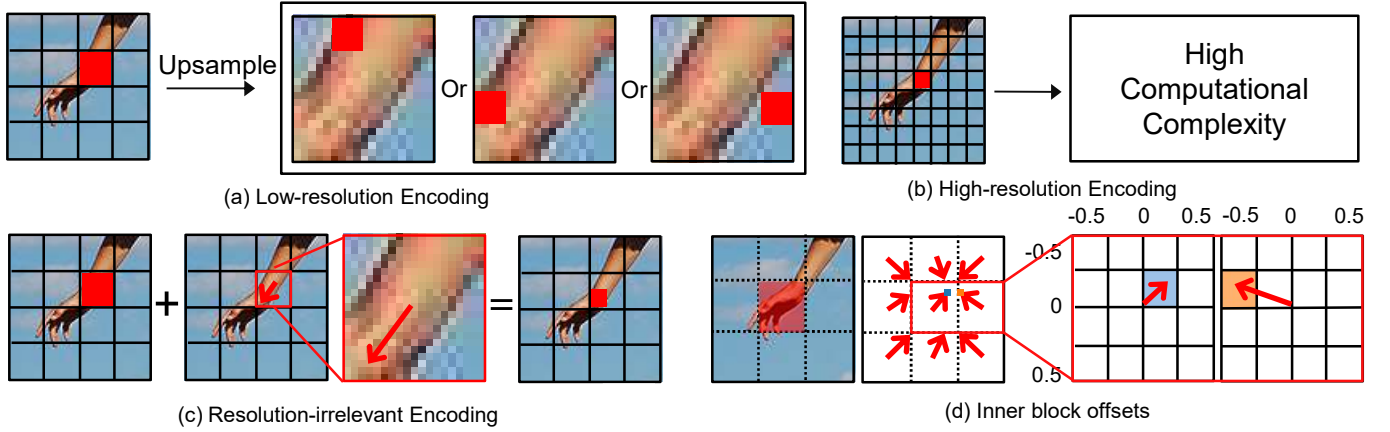 Upsample
Or
Or
High
Computational
Complexity
(a) Low-resolution Encoding
(b) High-resolution Encoding
-0.5 0 0.5 -0.5 0 0.5
-0.5
0
0.5
+
=
(c) Resolution-irrelevant Encoding
(d) Inner block offsets